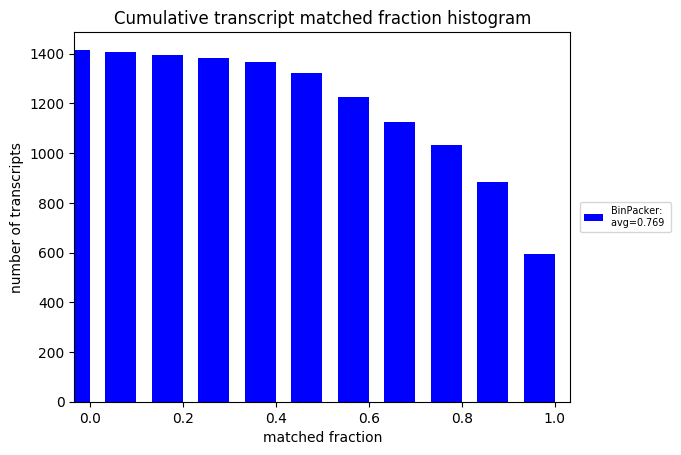 Cumulative transcript matched fraction histogram
number of transcripts
1400
1200
1000
800
600
400
200
0
0.0 0.2 0.4 0.6 0.8 1.0
matched fraction
BinPacker:
avg=0.769